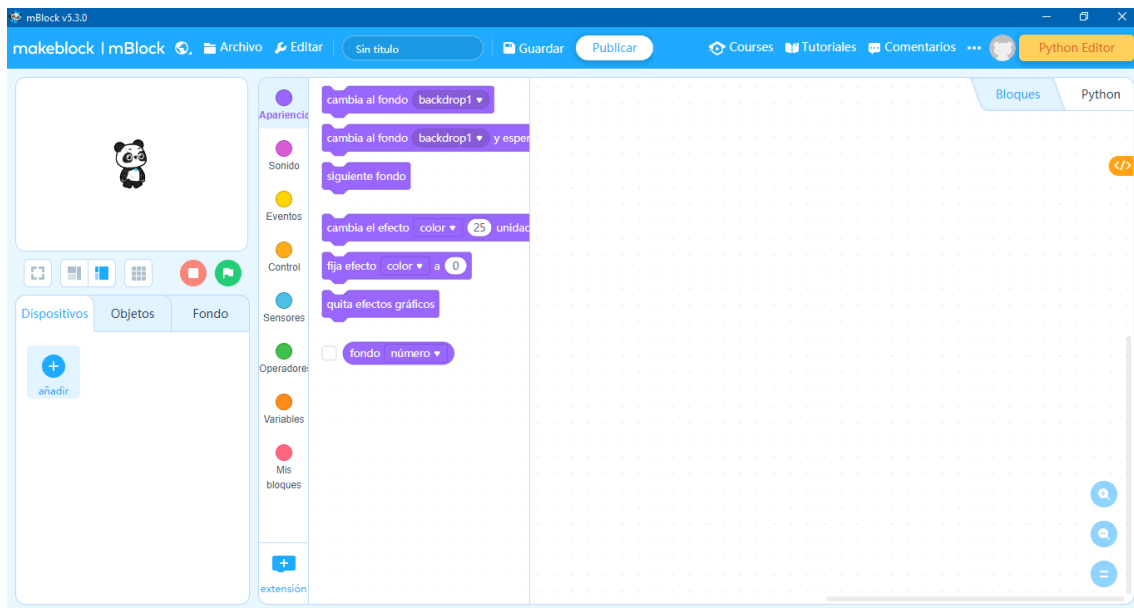 mBlock v5.3.0
makeblock | mBlock Archivo Editar Sin título Guardar Publicar Courses Tutoriales Comentarios Python Editor
Bloques Python
Apariencia
Sonido
Eventos
Control
Sensores
Operadores
Variables
Mis
bloques
extensión
cambia al fondo backdrop1
cambia al fondo backdrop1 y esper
siguiente fondo
cambia el efecto color 25 unidad
fija efecto color a 0
quita efectos gráficos
fondo número
</>
Dispositivos Objetos Fondo
añadir